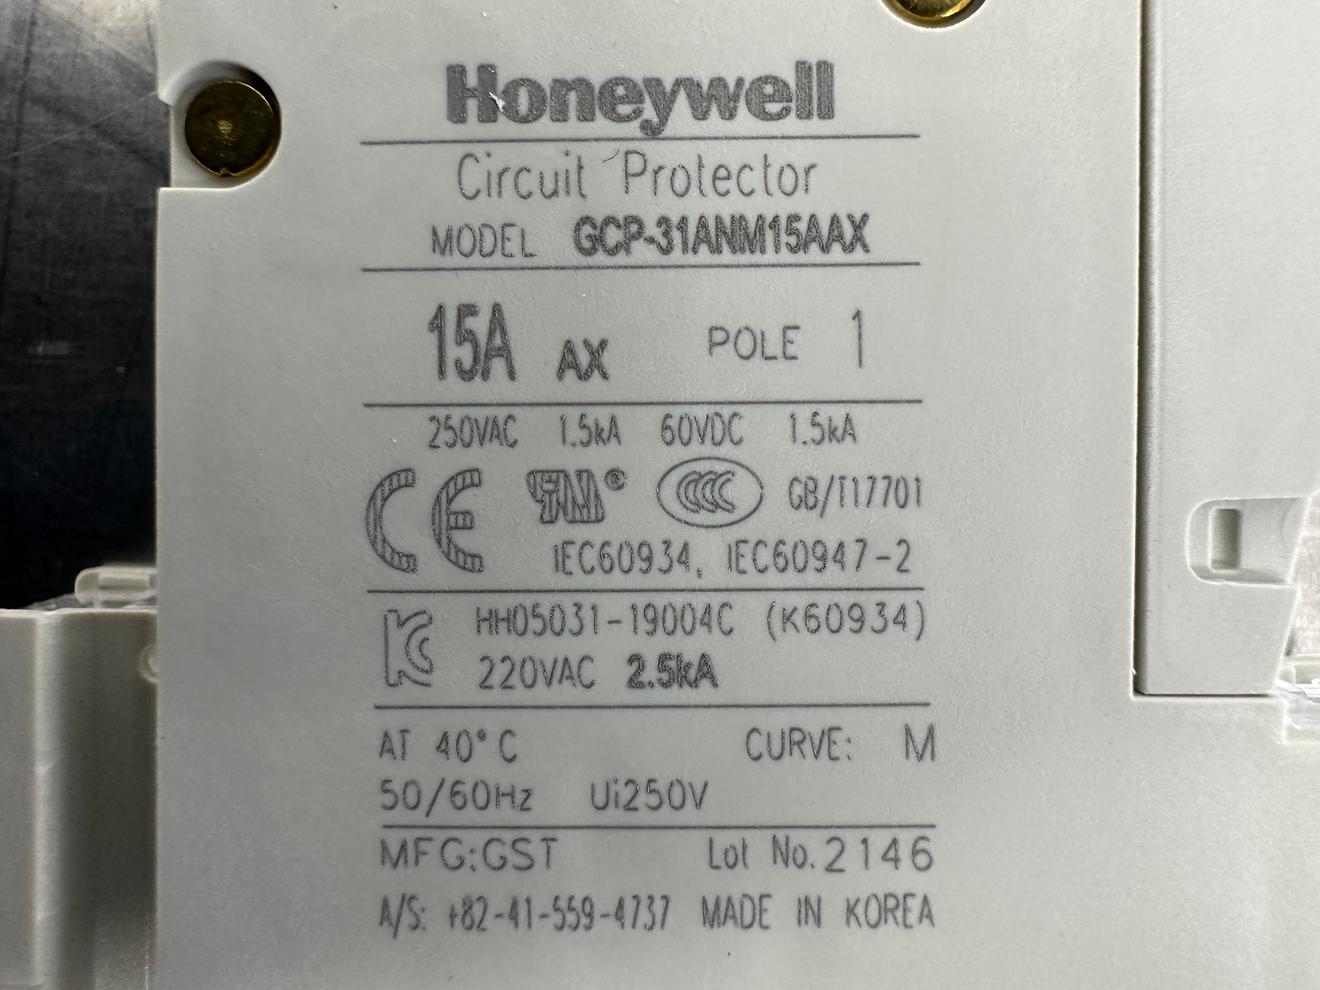 Honeywell
Circuit Protector
MODEL GCP-31ANM15AAX
15A AX POLE 1
250VAC 1.5kA 60VDC 1.5kA
CE ® CCC GB/T17701
IEC60934, IEC60947-2
KC HH05031-19004C (K60934)
220VAC 2.5kA
AT 40°C CURVE: M
50/60Hz Ui250V
MFG:GST Lot No.2146
A/S: +82-41-559-4737 MADE IN KOREA